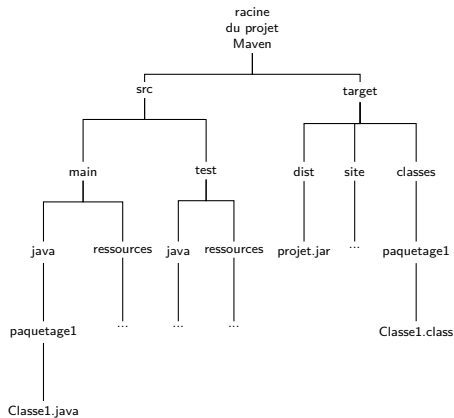 racine
du projet
Maven
src
target
main
test
dist
site
classes
java
ressources
java
ressources
projet.jar
...
paquetage1
paquetage1
...
...
...
Classe1.class
Classe1.java